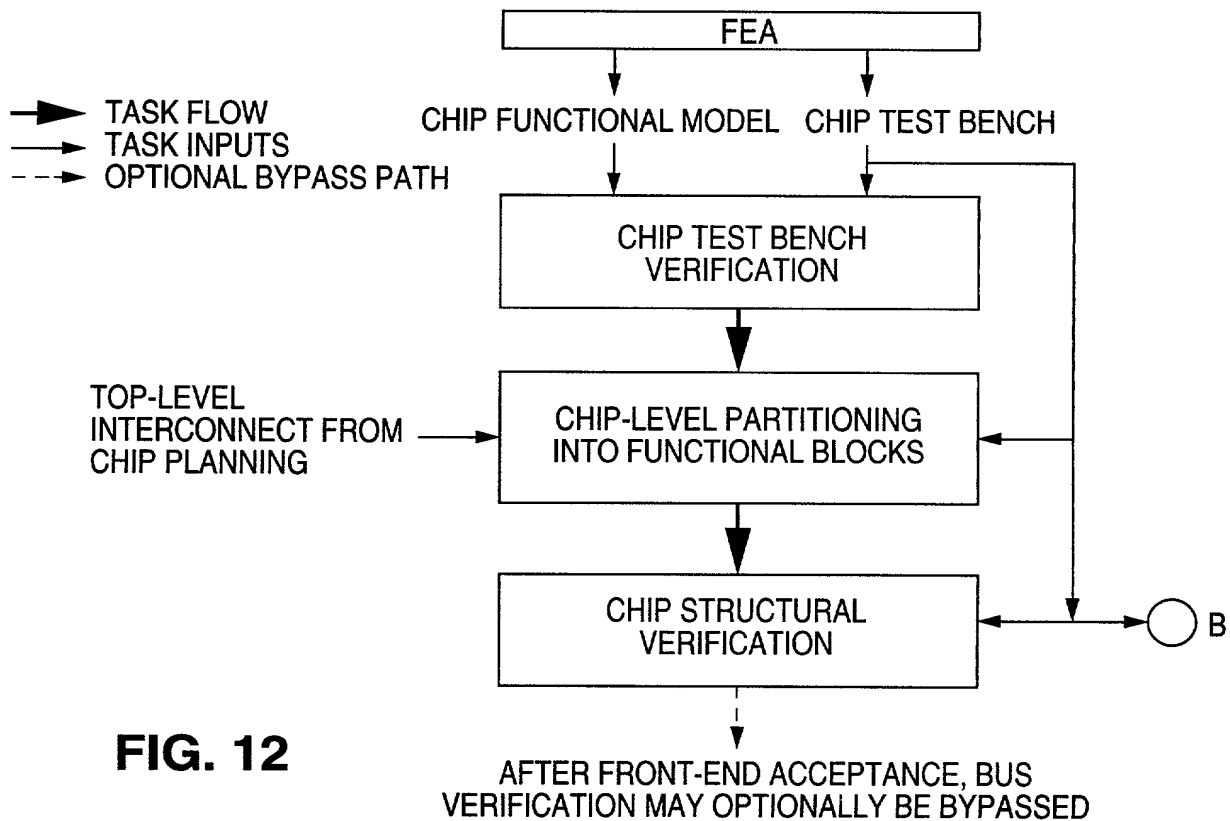 FEA
TASK FLOW
TASK INPUTS
OPTIONAL BYPASS PATH
CHIP FUNCTIONAL MODEL
CHIP TEST BENCH
CHIP TEST BENCH
VERIFICATION
TOP-LEVEL
INTERCONNECT FROM
CHIP PLANNING
CHIP-LEVEL PARTITIONING
INTO FUNCTIONAL BLOCKS
CHIP STRUCTURAL
VERIFICATION
B
FIG. 12
AFTER FRONT-END ACCEPTANCE, BUS
VERIFICATION MAY OPTIONALLY BE BYPASSED